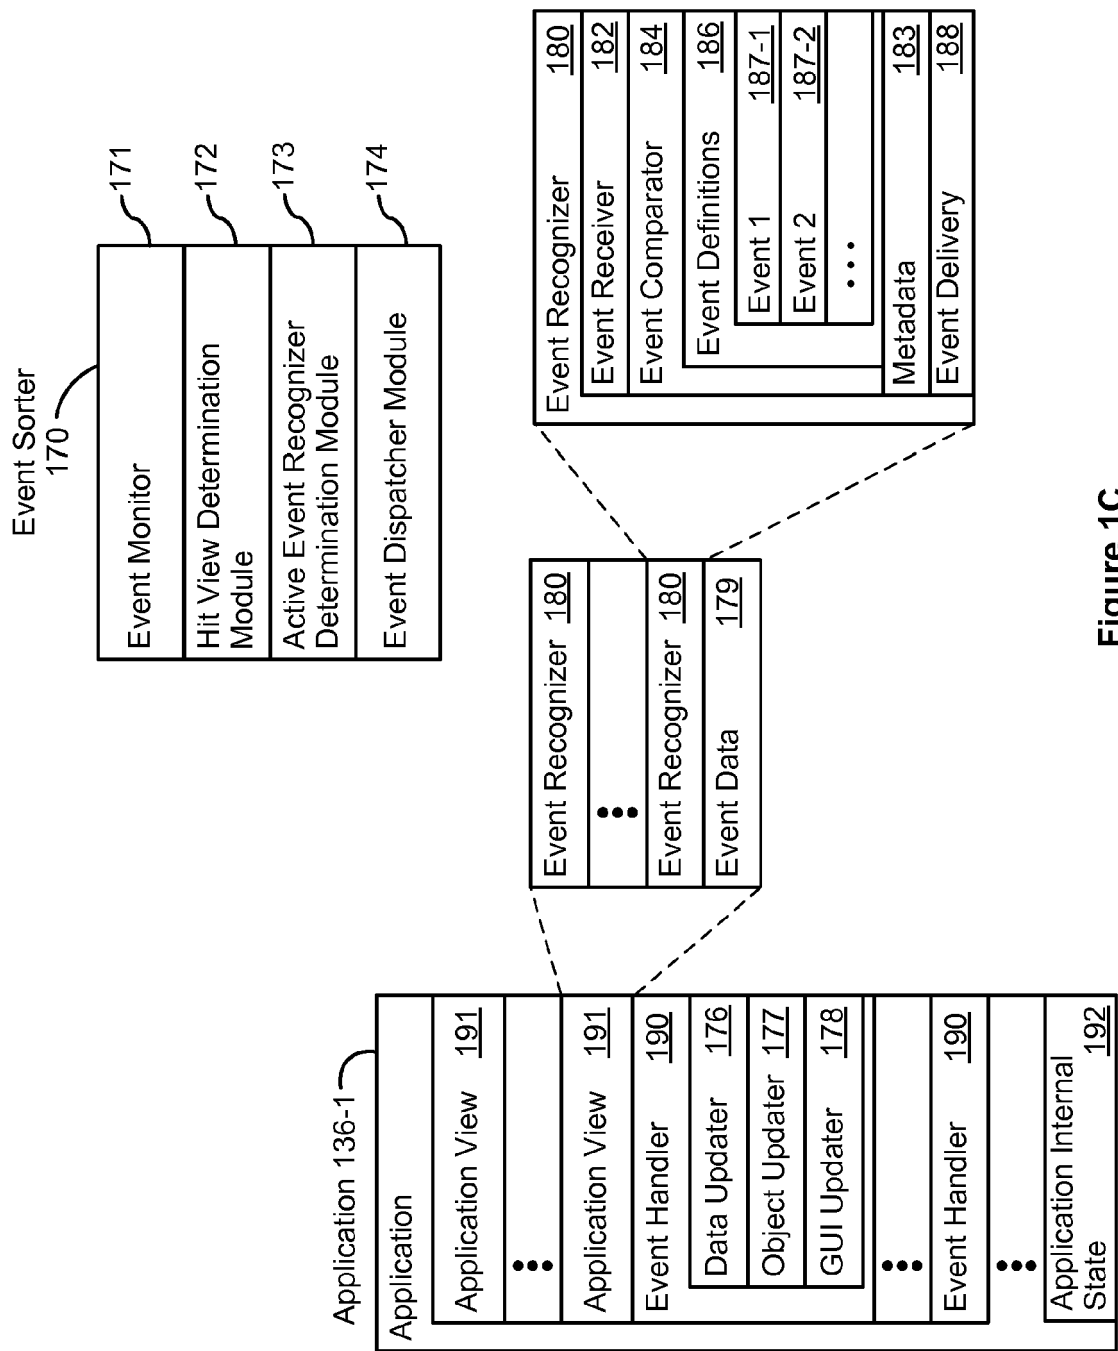 Event Sorter
170
Event Monitor
171
Hit View Determination
Module
172
Active Event Recognizer
Determination Module
173
Event Dispatcher Module
174
Application 136-1
Application
Application View 191
•••
Application View 191
Event Handler 190
Data Updater 176
Object Updater 177
GUI Updater 178
•••
Event Handler 190
•••
Application Internal
State 192
Event Recognizer 180
•••
Event Recognizer 180
Event Data 179
Event Recognizer 180
Event Receiver 182
Event Comparator 184
Event Definitions 186
Event 1 187-1
Event 2 187-2
•••
Metadata 183
Event Delivery 188
Figure 1C